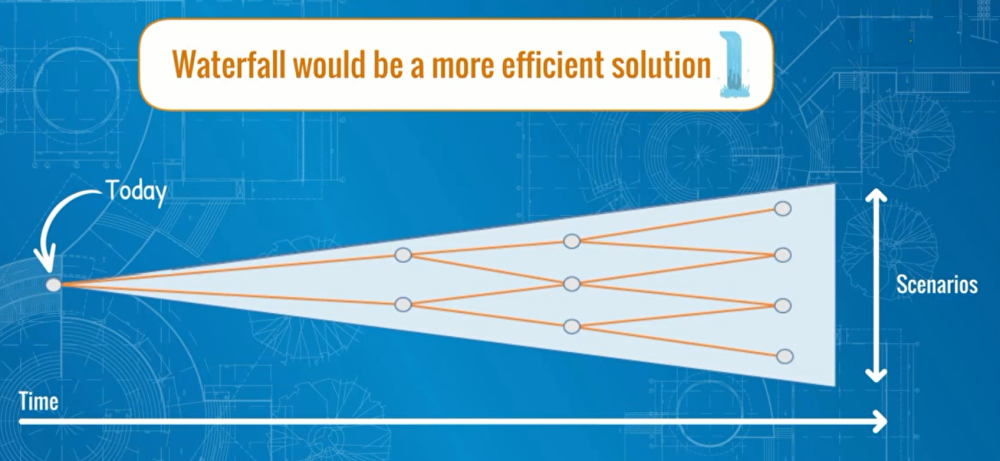 Waterfall would be a more efficient solution
Today
Scenarios
Time